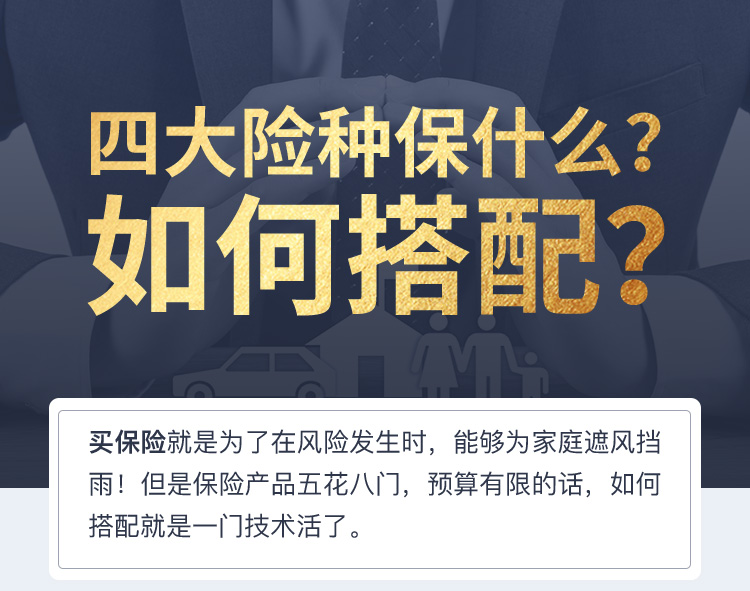 四大险种保什么？
如何搭配？
买保险就是为了在风险发生时，能够为家庭遮风挡
雨！但是保险产品五花八门，预算有限的话，如何
搭配就是一门技术活了。